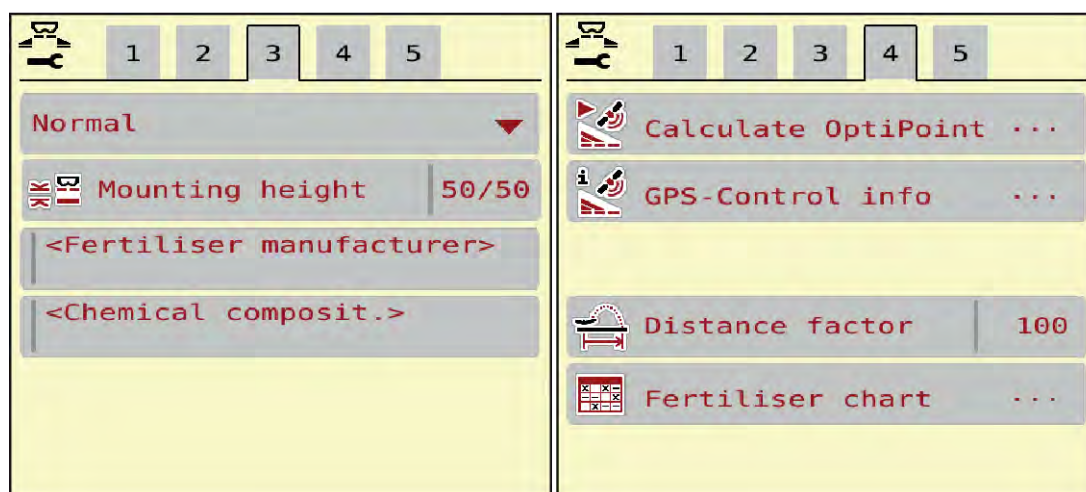 1 2 3 4 5
Normal
Mounting height 50/50
<Fertiliser manufacturer>
<Chemical composit.>
1 2 3 4 5
Calculate OptiPoint ...
i
GPS-Control info ...
Distance factor 100
Fertiliser chart ...